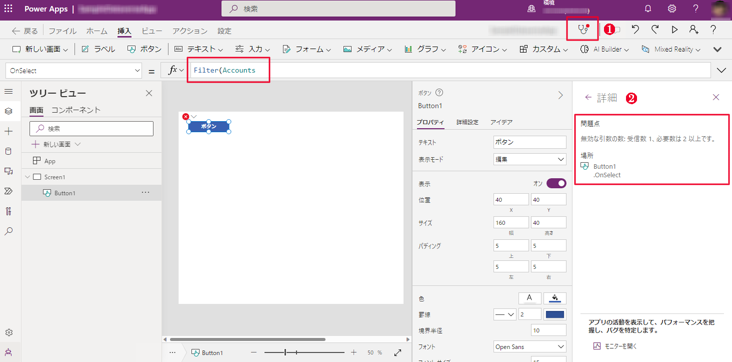 Power Apps
検索
環境
戻る ファイル ホーム 挿入 ビュー アクション 設定
1
新しい画面 ラベル ボタン テキスト 入力 フォーム メディア グラフ アイコン カスタム AI Builder Mixed Reality
OnSelect = fx Filter(Accounts
ツリー ビュー
画面 コンポーネント
検索
新しい画面
App
Screen1
Button1
ボタン
ボタン
Button1
プロパティ 詳細設定 アイデア
テキスト ボタン
表示モード 編集
表示 オン
位置 40 40
X Y
サイズ 160 40
幅 高さ
パディング 5 5
上 下
5 5
左 右
色 A
罫線 2
境界半径 10
フォント Open Sans
詳細 2
問題点
無効な引数の数: 受信数 1、必要数は 2 以上です。
場所
Button1
.OnSelect
アプリの活動を表示して、パフォーマンスを把
握し、バグを特定します。
モニターを開く
Button1
50 %